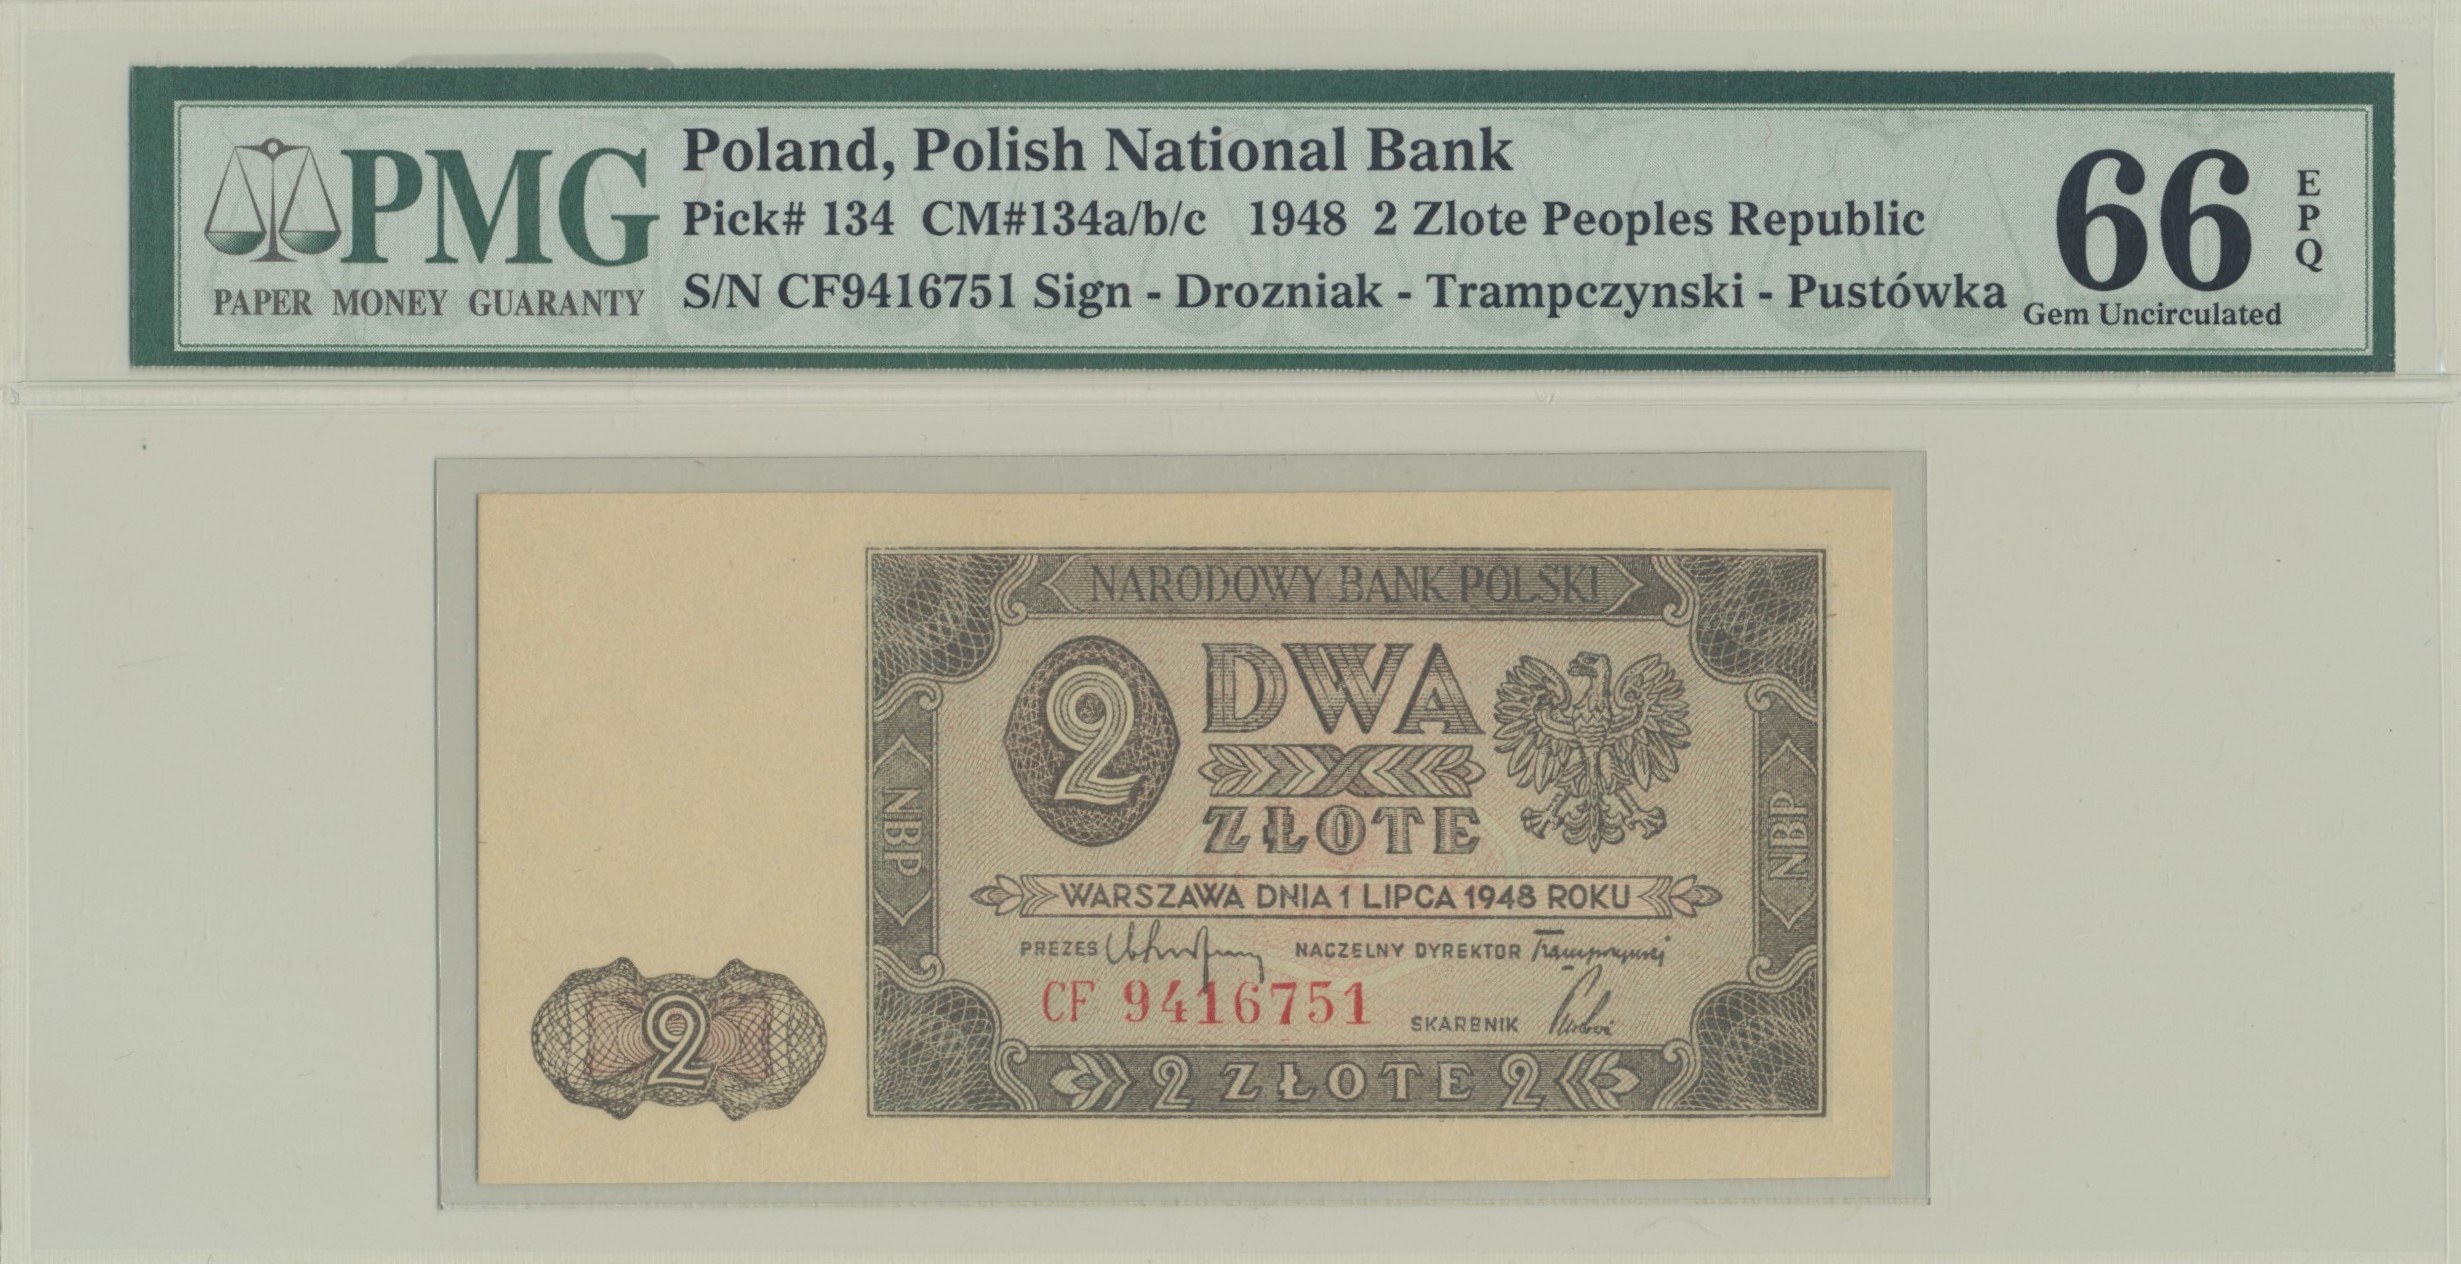 PMG
PAPER MONEY GUARANTY
Poland, Polish National Bank
Pick# 134 CM#134a/b/c 1948 2 Zlote Peoples Republic
S/N CF9416751 Sign - Drozniak - Trampczynski - Pustówka
66
EPQ
Gem Uncirculated
NARODOWY BANK POLSKI
2
DWA
ZŁOTE
NBP
NBP
WARSZAWA DNIA 1 LIPCA 1948 ROKU
PREZES NACZELNY DYREKTOR
CF 9416751
SKARBNIK
2
2 ZŁOTE 2